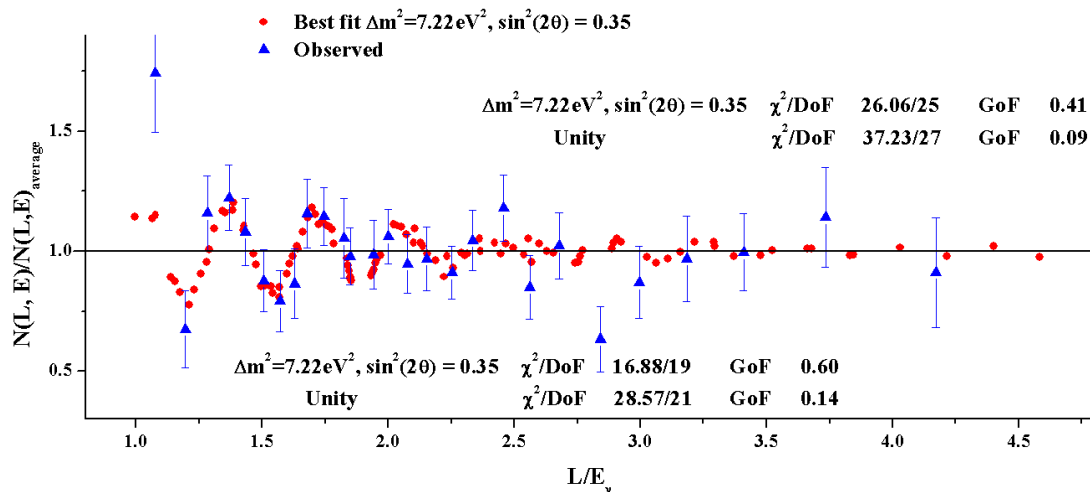 Best fit Δm²=7.22eV², sin²(2θ) = 0.35
Observed
Δm²=7.22eV², sin²(2θ) = 0.35 χ²/DoF 26.06/25 GoF 0.41
Unity χ²/DoF 37.23/27 GoF 0.09
N(L, E)/N(L,E)average
1.5
1.0
0.5
Δm²=7.22eV², sin²(2θ) = 0.35 χ²/DoF 16.88/19 GoF 0.60
Unity χ²/DoF 28.57/21 GoF 0.14
1.0 1.5 2.0 2.5 3.0 3.5 4.0 4.5
L/Eν